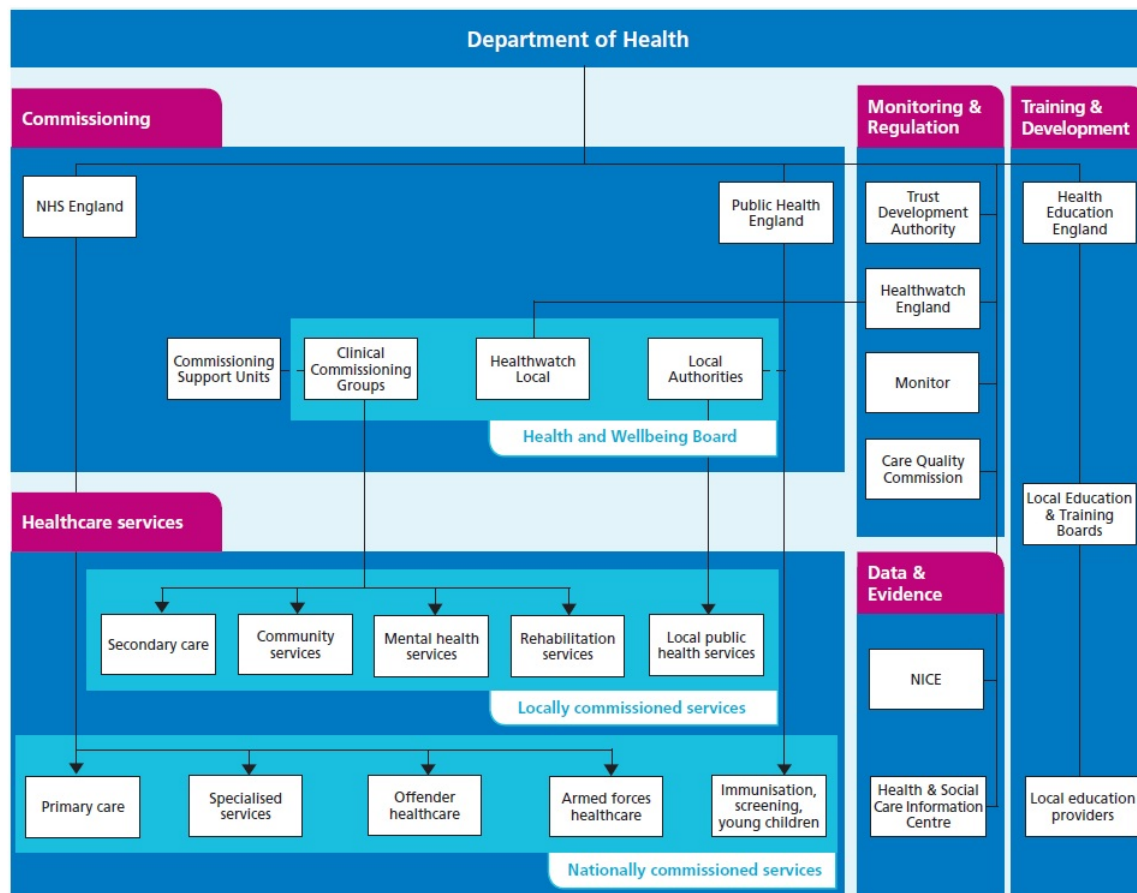 Department of Health
Commissioning
Monitoring &
Regulation
Training &
Development
NHS England
Public Health
England
Trust
Development
Authority
Health
Education
England
Healthwatch
England
Commissioning
Support Units
Clinical
Commissioning
Groups
Healthwatch
Local
Local
Authorities
Monitor
Health and Wellbeing Board
Care Quality
Commission
Healthcare services
Local Education
& Training
Boards
Data &
Evidence
Secondary care
Community
services
Mental health
services
Rehabilitation
services
Local public
health services
NICE
Locally commissioned services
Primary care
Specialised
services
Offender
healthcare
Armed forces
healthcare
Immunisation,
screening,
young children
Health & Social
Care Information
Centre
Local education
providers
Nationally commissioned services